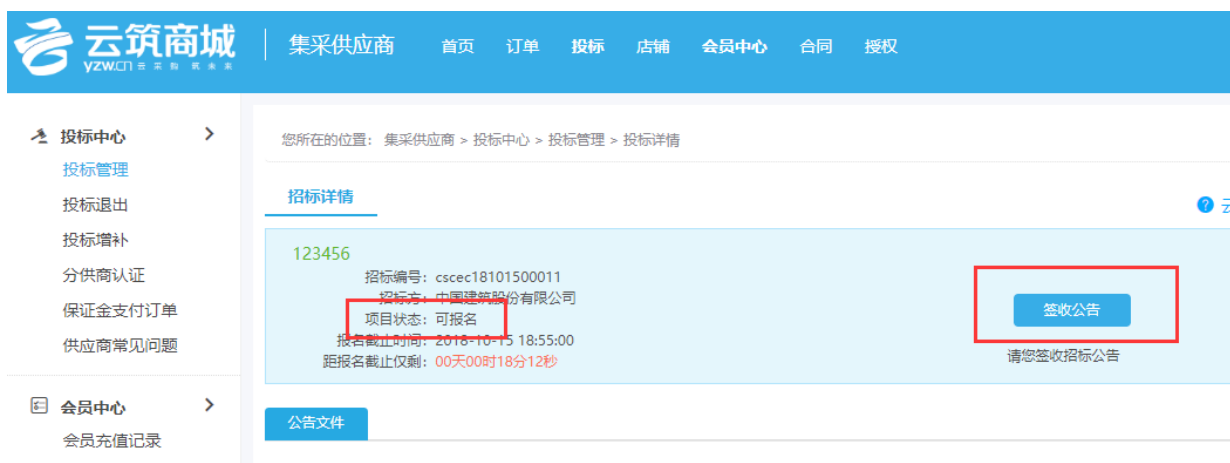 云筑商城
yzw.cn 云 采 购 筑 未 来
集采供应商
首页 订单 投标 店铺 会员中心 合同 授权
投标中心
投标管理
投标退出
投标增补
分供商认证
保证金支付订单
供应商常见问题
会员中心
会员充值记录
您所在的位置： 集采供应商 > 投标中心 > 投标管理 > 投标详情
招标详情
?
123456
招标编号：cscec18101500011
招标方：中国建筑股份有限公司
项目状态：可报名
报名截止时间：2018-10-15 18:55:00
距报名截止仅剩：00天00时18分12秒
签收公告
请您签收招标公告
公告文件